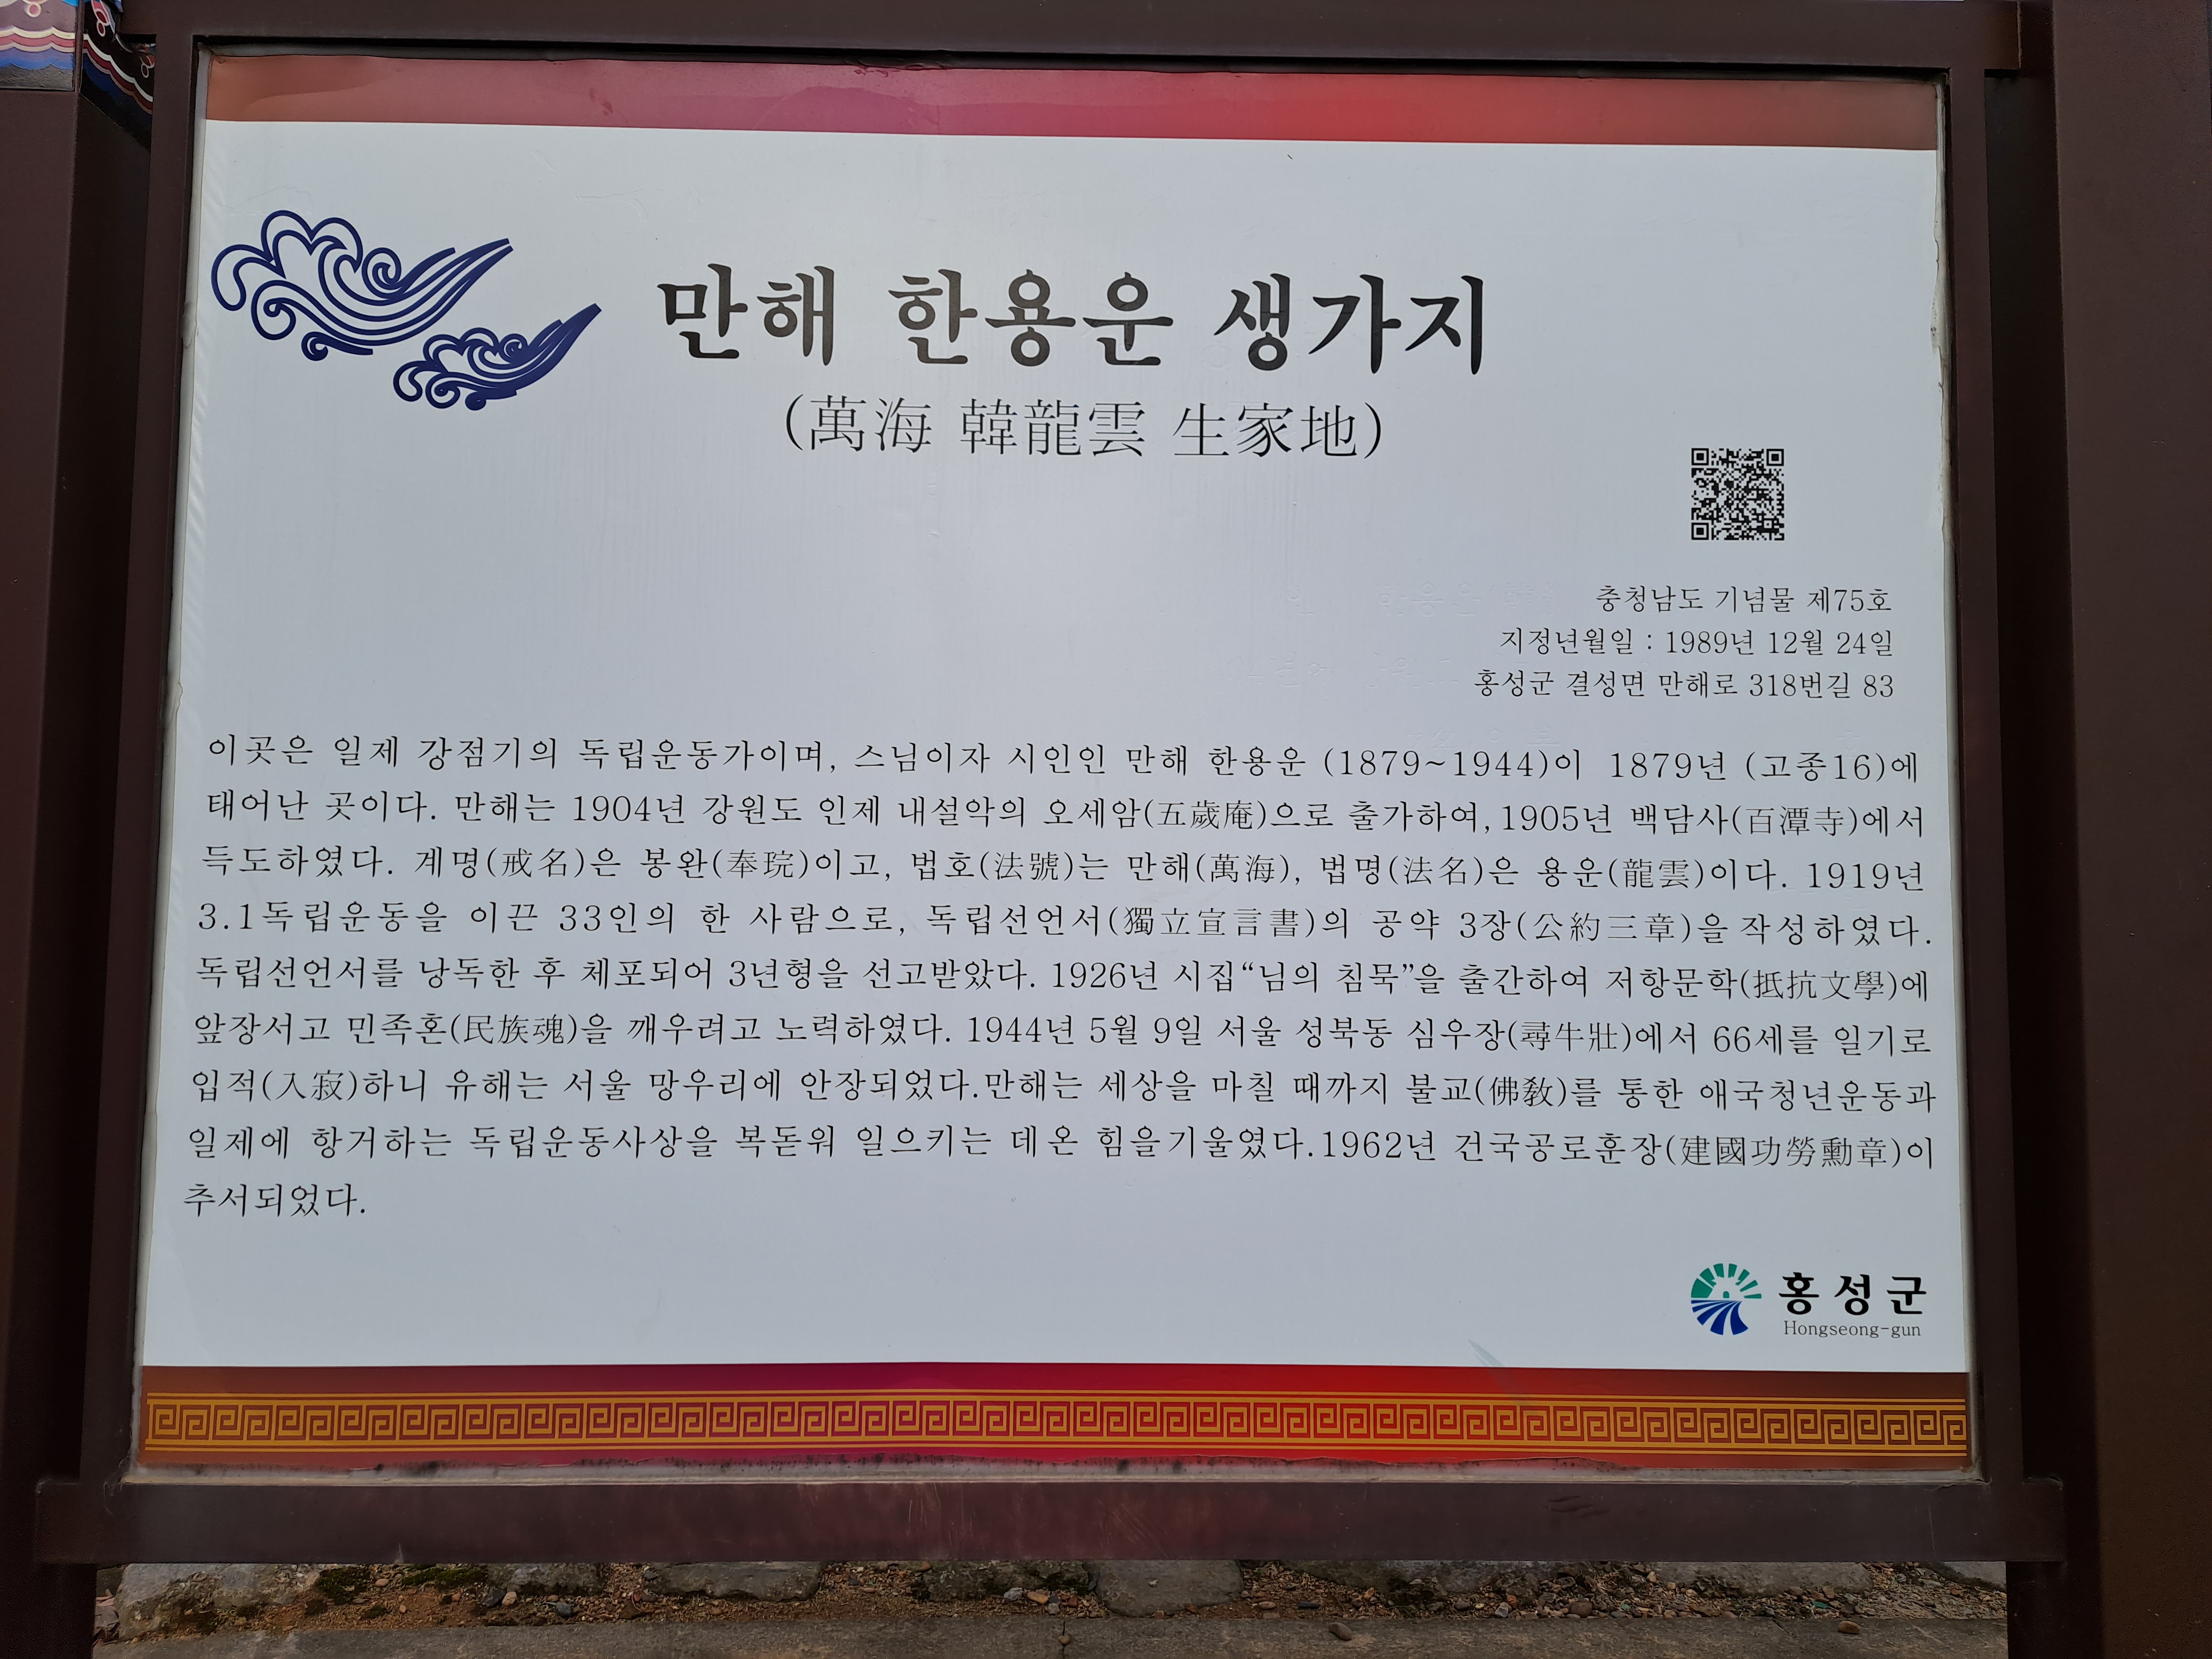 만해 한용운 생가지
(萬海 韓龍雲 生家地)
충청남도 기념물 제75호
지정년월일 : 1989년 12월 24일
홍성군 결성면 만해로 318번길 83
이곳은 일제 강점기의 독립운동가이며, 스님이자 시인인 만해 한용운 (1879~1944)이 1879년 (고종16)에
태어난 곳이다. 만해는 1904년 강원도 인제 내설악의 오세암(五歲庵)으로 출가하여, 1905년 백담사(百潭寺)에서
득도하였다. 계명(戒名)은 봉완(奉玩)이고, 법호(法號)는 만해(萬海), 법명(法名)은 용운(龍雲)이다. 1919년
3.1독립운동을 이끈 33인의 한 사람으로, 독립선언서(獨立宣言書)의 공약 3장(公約三章)을 작성하였다.
독립선언서를 낭독한 후 체포되어 3년형을 선고받았다. 1926년 시집“님의 침묵”을 출간하여 저항문학(抵抗文學)에
앞장서고 민족혼(民族魂)을 깨우려고 노력하였다. 1944년 5월 9일 서울 성북동 심우장(尋牛壯)에서 66세를 일기로
입적(入寂)하니 유해는 서울 망우리에 안장되었다.만해는 세상을 마칠 때까지 불교(佛敎)를 통한 애국청년운동과
일제에 항거하는 독립운동사상을 복돋워 일으키는 데온 힘을기울였다.1962년 건국공로훈장(建國功勞勳章)이
추서되었다.
홍성군
Hongseong-gun